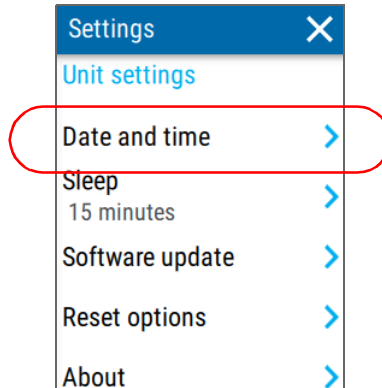 Settings
Unit settings
Date and time
Sleep
15 minutes
Software update
Reset options
About